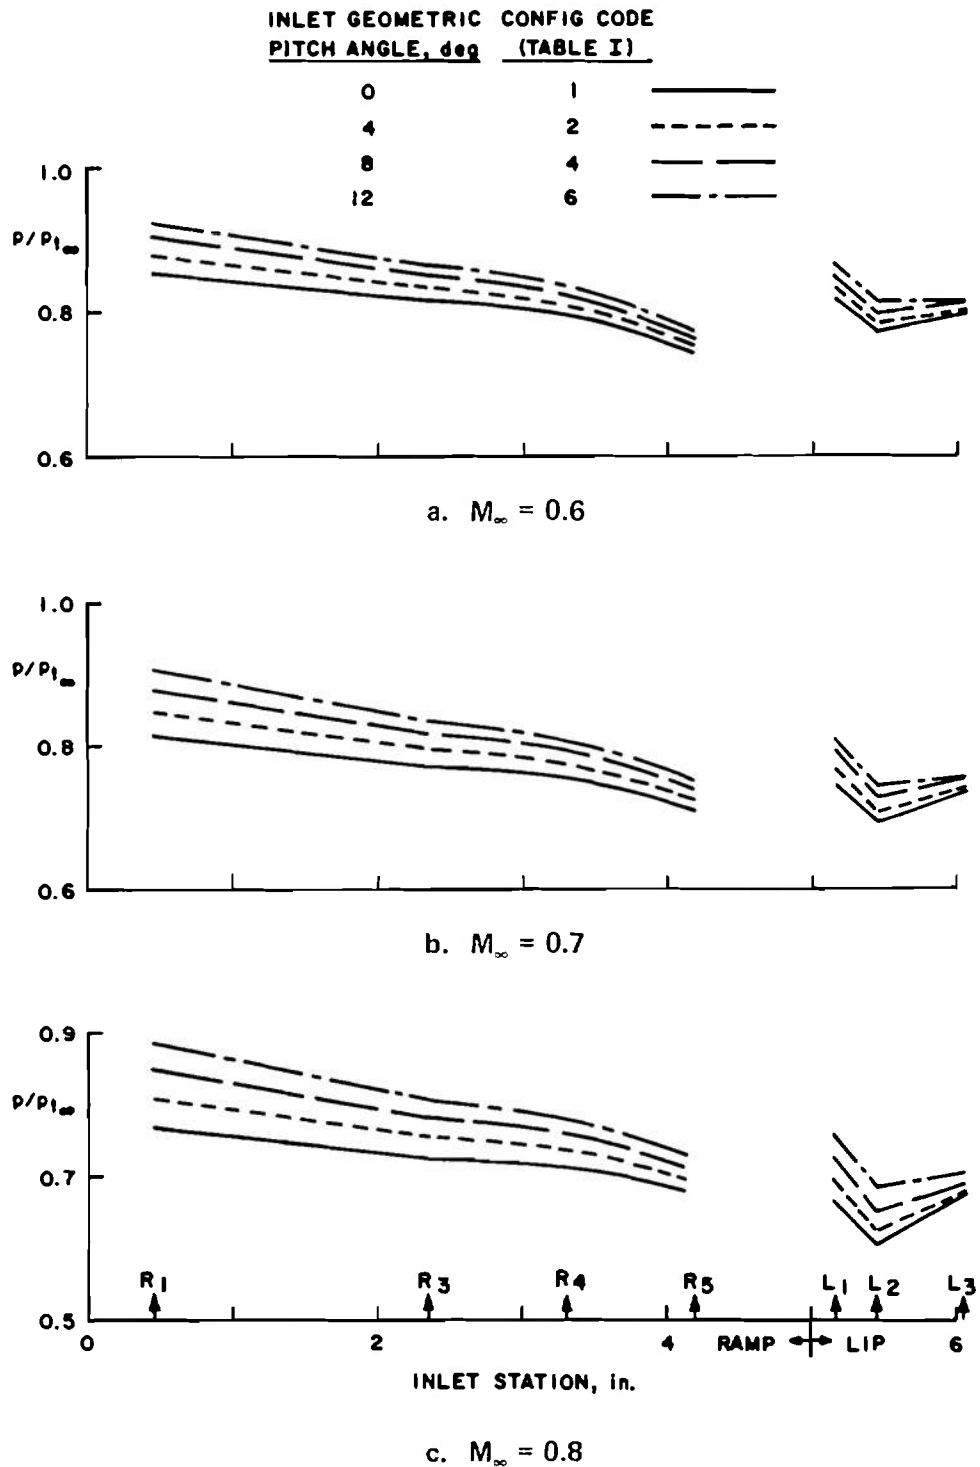 INLET GEOMETRIC CONFIG CODE
PITCH ANGLE, deg (TABLE I)
0 1
4 2
8 4
12 6
1.0
p/pt∞
0.8
0.6
a. M∞ = 0.6
1.0
p/pt∞
0.8
0.6
b. M∞ = 0.7
0.9
p/pt∞
0.7
R1 R3 R4 R5 L1 L2 L3
0.5
0 2 4 RAMP LIP 6
INLET STATION, in.
c. M∞ = 0.8